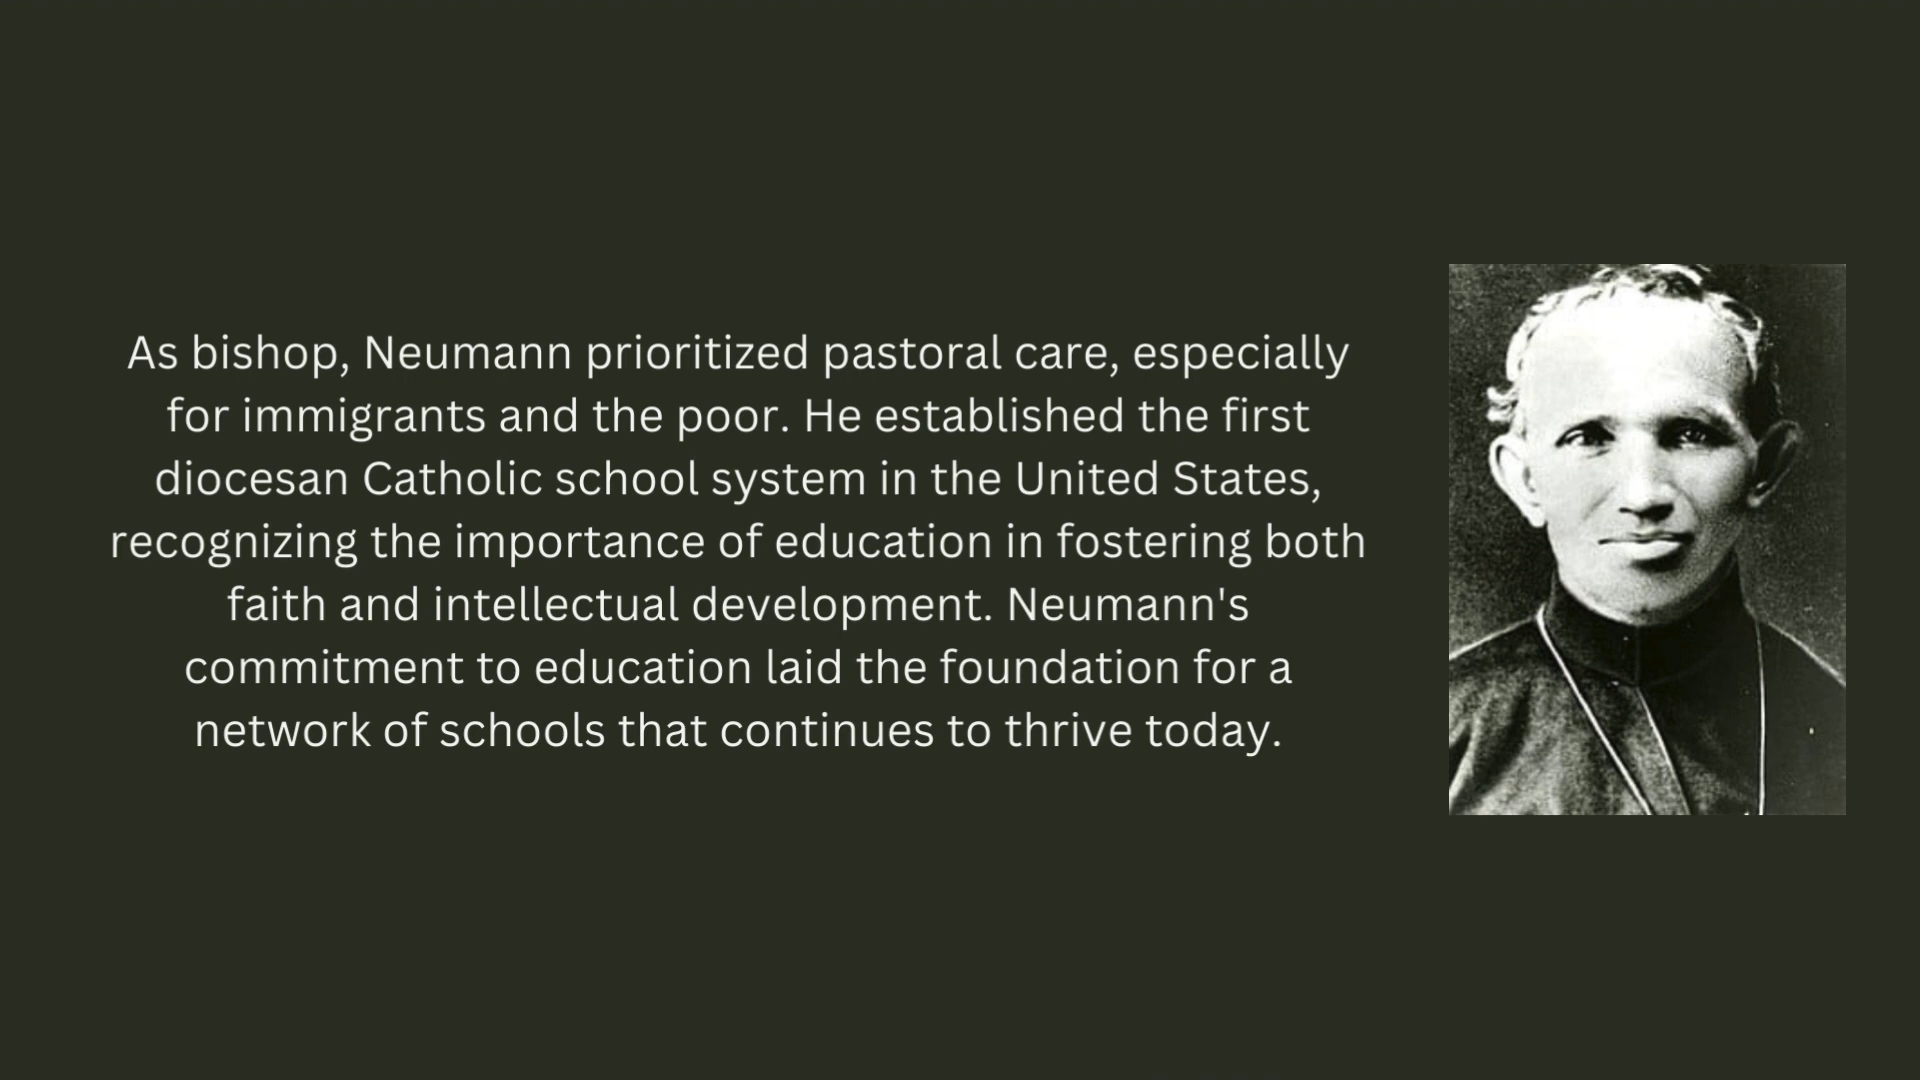 As bishop, Neumann prioritized pastoral care, especially
for immigrants and the poor. He established the first
diocesan Catholic school system in the United States,
recognizing the importance of education in fostering both
faith and intellectual development. Neumann's
commitment to education laid the foundation for a
network of schools that continues to thrive today.